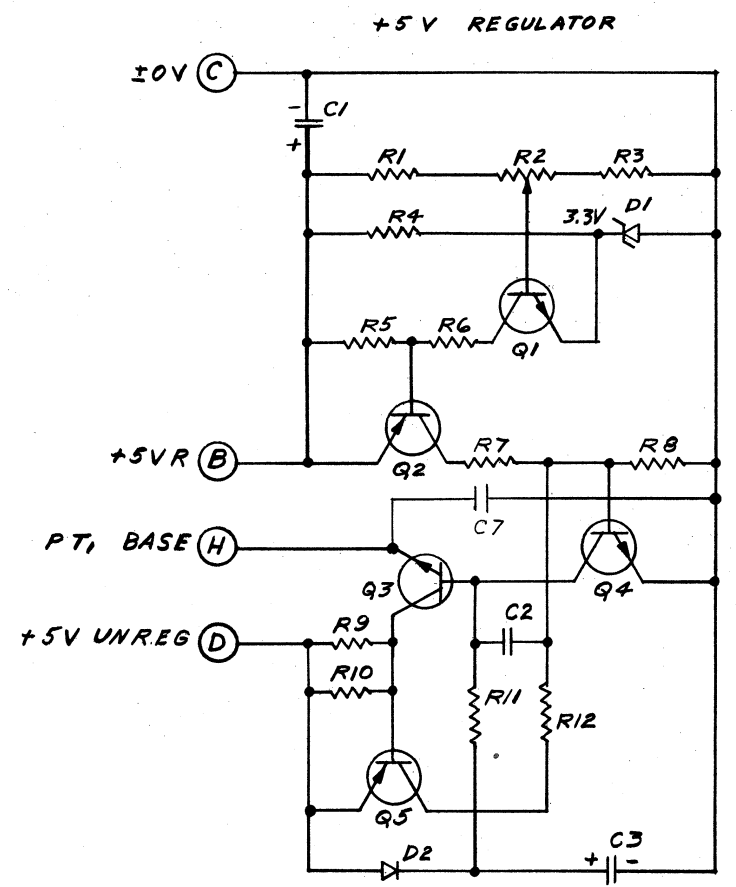 +5 V REGULATOR
±0V C
- C1
+
R1 R2 R3
R4 3.3V D1
R5 R6
Q1
+5VR B
Q2 R7 R8
C7
PT, BASE H
Q3 Q4
+5V UNREG D
R9 C2
R10
R11 R12
Q5
D2 + C3 -